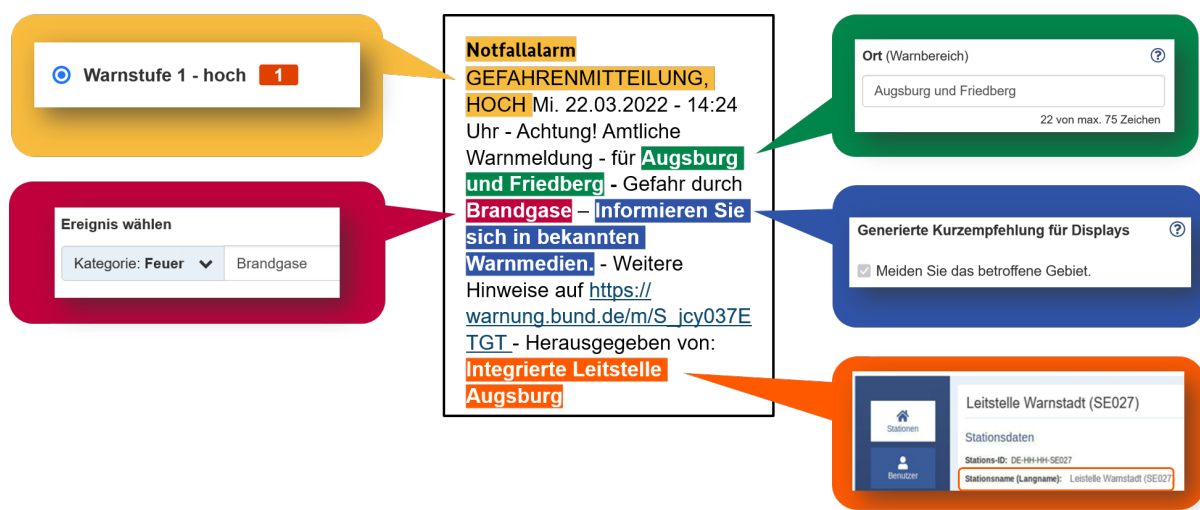 Warnstufe 1 - hoch 1
Ereignis wählen
Kategorie: Feuer Brandgase
Notfallalarm
GEFAHRENMITTEILUNG,
HOCH Mi. 22.03.2022 - 14:24
Uhr - Achtung! Amtliche
Warnmeldung - für Augsburg
und Friedberg - Gefahr durch
Brandgase – Informieren Sie
sich in bekannten
Warnmedien. - Weitere
Hinweise auf https://
warnung.bund.de/m/S_jcy037E
TGT - Herausgegeben von:
Integrierte Leitstelle
Augsburg
Ort (Warnbereich) ?
Augsburg und Friedberg
22 von max. 75 Zeichen
Generierte Kurzempfehlung für Displays ?
Meiden Sie das betroffene Gebiet.
Stationen
Benutzer
Leitstelle Warnstadt (SE027)
Stationsdaten
Stations-ID: DE-HH-HH-SE027
Stationsname (Langname): Leistelle Warnstadt (SE027